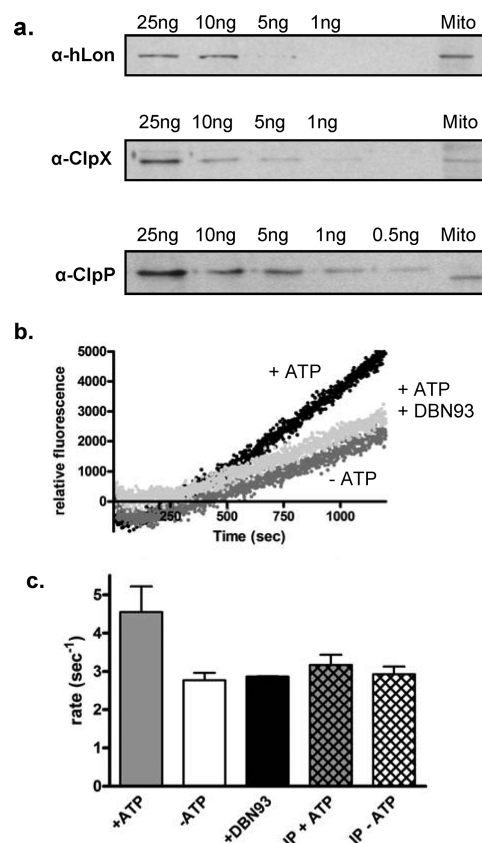 a.
25ng 10ng 5ng 1ng Mito
α-hLon
25ng 10ng 5ng 1ng Mito
α-ClpX
25ng 10ng 5ng 1ng 0.5ng Mito
α-ClpP
b.
5000
4000
3000
2000
1000
0
250 500 750 1000
relative fluorescence
Time (sec)
+ ATP
+ ATP
+ DBN93
- ATP
c.
5
4
3
2
1
0
rate (sec-1)
+ATP -ATP +DBN93 IP + ATP IP - ATP